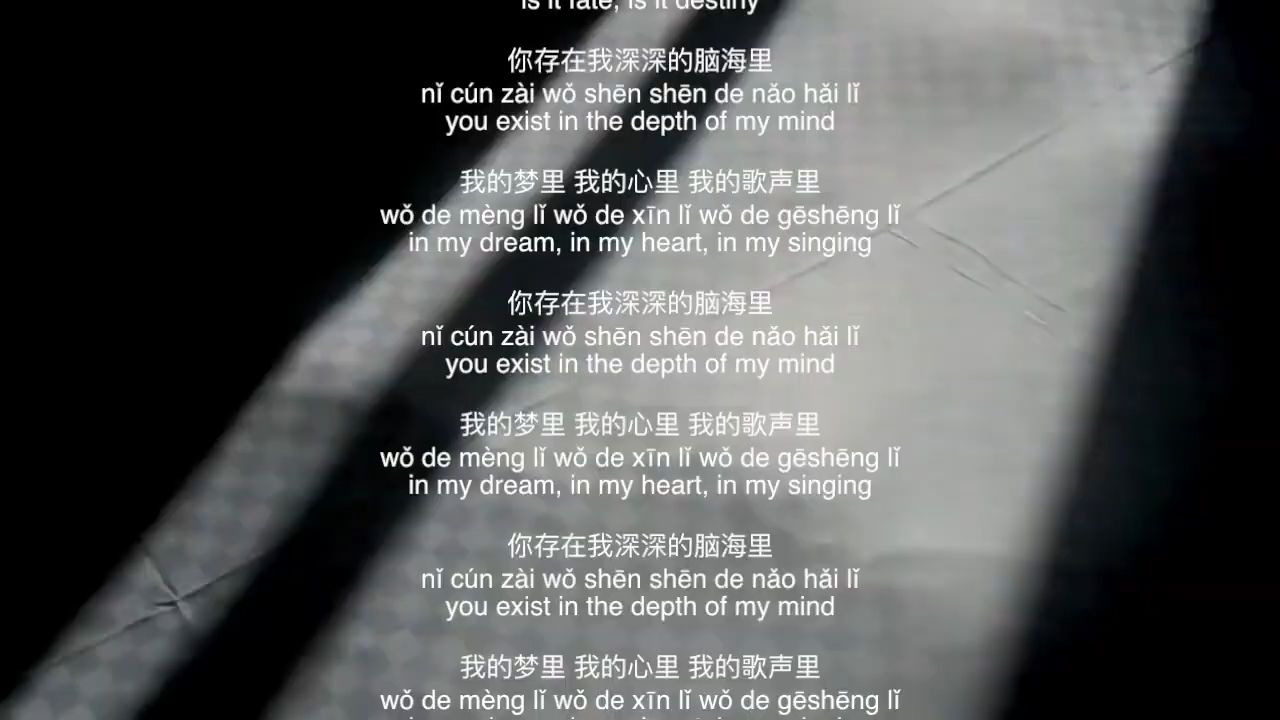 is it fate, is it destiny
你存在我深深的脑海里
nǐ cún zài wǒ shēn shēn de nǎo hǎi lǐ
you exist in the depth of my mind
我的梦里 我的心里 我的歌声里
wǒ de mèng lǐ wǒ de xīn lǐ wǒ de gēshēng lǐ
in my dream, in my heart, in my singing
你存在我深深的脑海里
nǐ cún zài wǒ shēn shēn de nǎo hǎi lǐ
you exist in the depth of my mind
我的梦里 我的心里 我的歌声里
wǒ de mèng lǐ wǒ de xīn lǐ wǒ de gēshēng lǐ
in my dream, in my heart, in my singing
你存在我深深的脑海里
nǐ cún zài wǒ shēn shēn de nǎo hǎi lǐ
you exist in the depth of my mind
我的梦里 我的心里 我的歌声里
wǒ de mèng lǐ wǒ de xīn lǐ wǒ de gēshēng lǐ